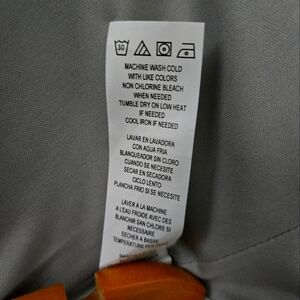 30
MACHINE WASH COLD
WITH LIKE COLORS
NON CHLORINE BLEACH
WHEN NEEDED
TUMBLE DRY ON LOW HEAT
IF NEEDED
COOL IRON IF NEEDED
LAVAR EN LAVADORA
CON AGUA FRIA
BLANQUEADOR SIN CLORO
CUANDO SE NECESITE
SECAR EN SECADORA
CICLO LENTO
PLANCHA FRIO SI ES NECESARIO
LAVER A LA MACHINE
A L'EAU FROIDE AVEC DES
BLANCHIR SAN CHLORE SI
NECESSAIRE
SECHER A BASSE
TEMPERATURE FER